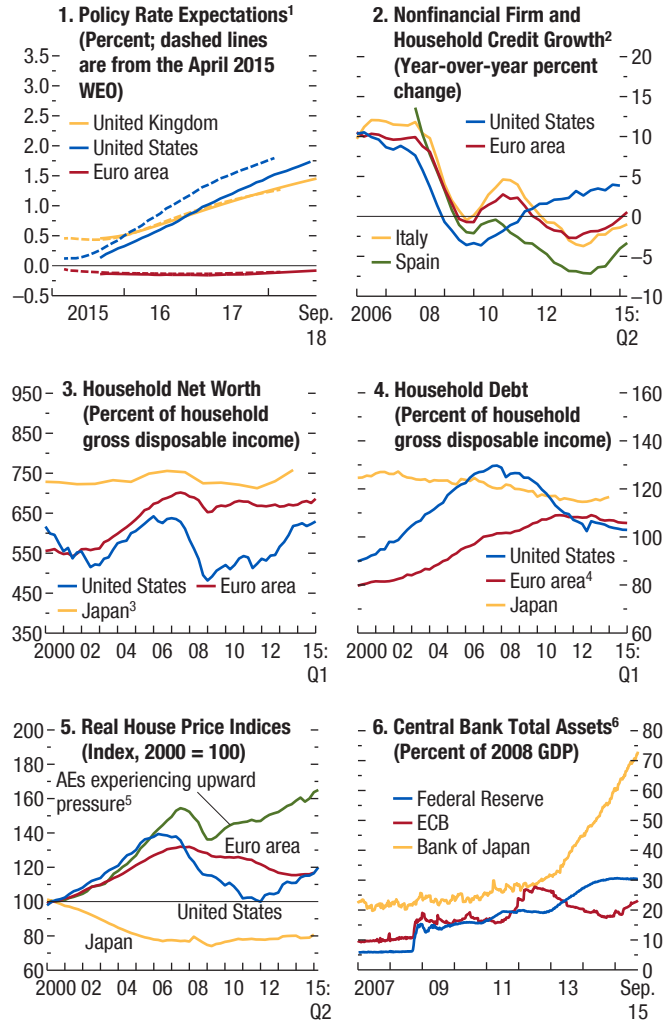 1. Policy Rate Expectations¹
(Percent; dashed lines
are from the April 2015
WEO)
3.5
3.0
2.5
2.0
1.5
1.0
0.5
0.0
–0.5
United Kingdom
United States
Euro area
2015 16 17 Sep.
18
2. Nonfinancial Firm and
Household Credit Growth²
(Year-over-year percent
change)
20
15
10
5
0
–5
–10
United States
Euro area
Italy
Spain
2006 08 10 12 15:
Q2
3. Household Net Worth
(Percent of household
gross disposable income)
950
850
750
650
550
450
350
United States Euro area
Japan³
2000 02 04 06 08 10 12 15:
Q1
4. Household Debt
(Percent of household
gross disposable income)
160
140
120
100
80
60
United States
Euro area⁴
Japan
2000 02 04 06 08 10 12 15:
Q1
5. Real House Price Indices
(Index, 2000 = 100)
200
180
160
140
120
100
80
60
AEs experiencing upward
pressure⁵
Euro area
United States
Japan
2000 02 04 06 08 10 12 15:
Q2
6. Central Bank Total Assets⁶
(Percent of 2008 GDP)
80
70
60
50
40
30
20
10
0
Federal Reserve
ECB
Bank of Japan
2007 09 11 13 Sep.
15